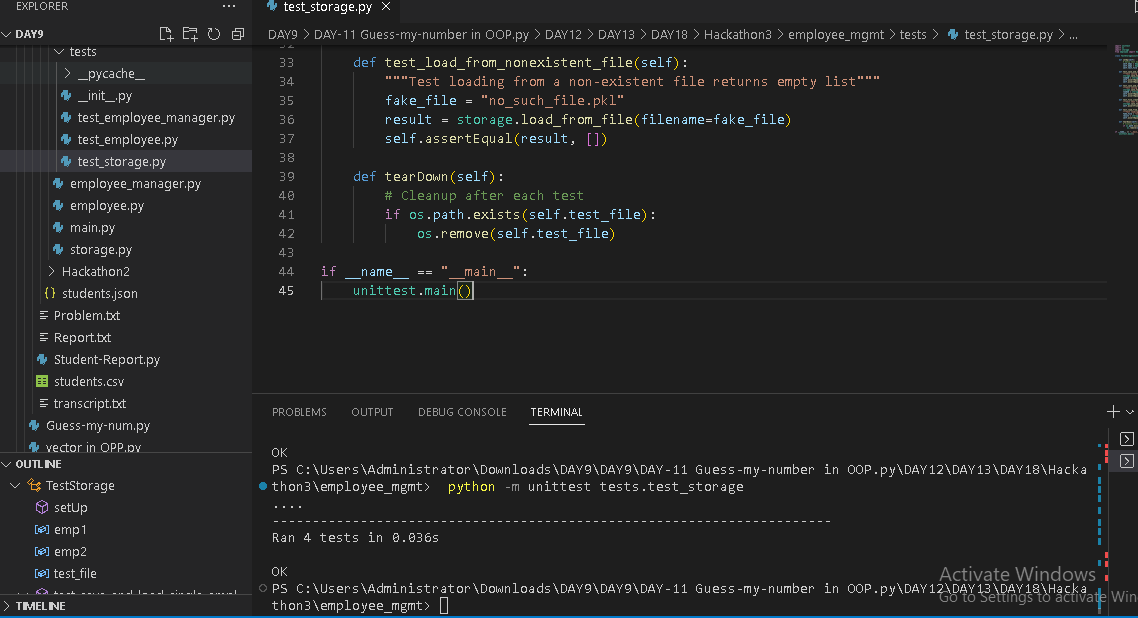 EXPLORER
DAY9
tests
__pycache__
__init__.py
test_employee_manager.py
test_employee.py
test_storage.py
employee_manager.py
employee.py
main.py
storage.py
Hackathon2
students.json
Problem.txt
Report.txt
Student-Report.py
students.csv
transcript.txt
Guess-my-num.py
vector in OPP.py
OUTLINE
TestStorage
setUp
emp1
emp2
test_file
TIMELINE
test_storage.py
DAY9 > DAY-11 Guess-my-number in OOP.py > DAY12 > DAY13 > DAY18 > Hackathon3 > employee_mgmt > tests > test_storage.py > ...
33 def test_load_from_nonexistent_file(self):
34 """Test loading from a non-existent file returns empty list"""
35 fake_file = "no_such_file.pkl"
36 result = storage.load_from_file(filename=fake_file)
37 self.assertEqual(result, [])
38
39 def tearDown(self):
40 # Cleanup after each test
41 if os.path.exists(self.test_file):
42 os.remove(self.test_file)
43
44 if __name__ == "__main__":
45 unittest.main()
PROBLEMS OUTPUT DEBUG CONSOLE TERMINAL
OK
PS C:\Users\Administrator\Downloads\DAY9\DAY9\DAY-11 Guess-my-number in OOP.py\DAY12\DAY13\DAY18\Hacka
thon3\employee_mgmt> python -m unittest tests.test_storage
....
----------------------------------------------------------------------
Ran 4 tests in 0.036s
OK
PS C:\Users\Administrator\Downloads\DAY9\DAY9\DAY-11 Guess-my-number in OOP.py\DAY12\DAY13\DAY18\Hacka
thon3\employee_mgmt>
Activate Windows
Go to Settings to activate Win